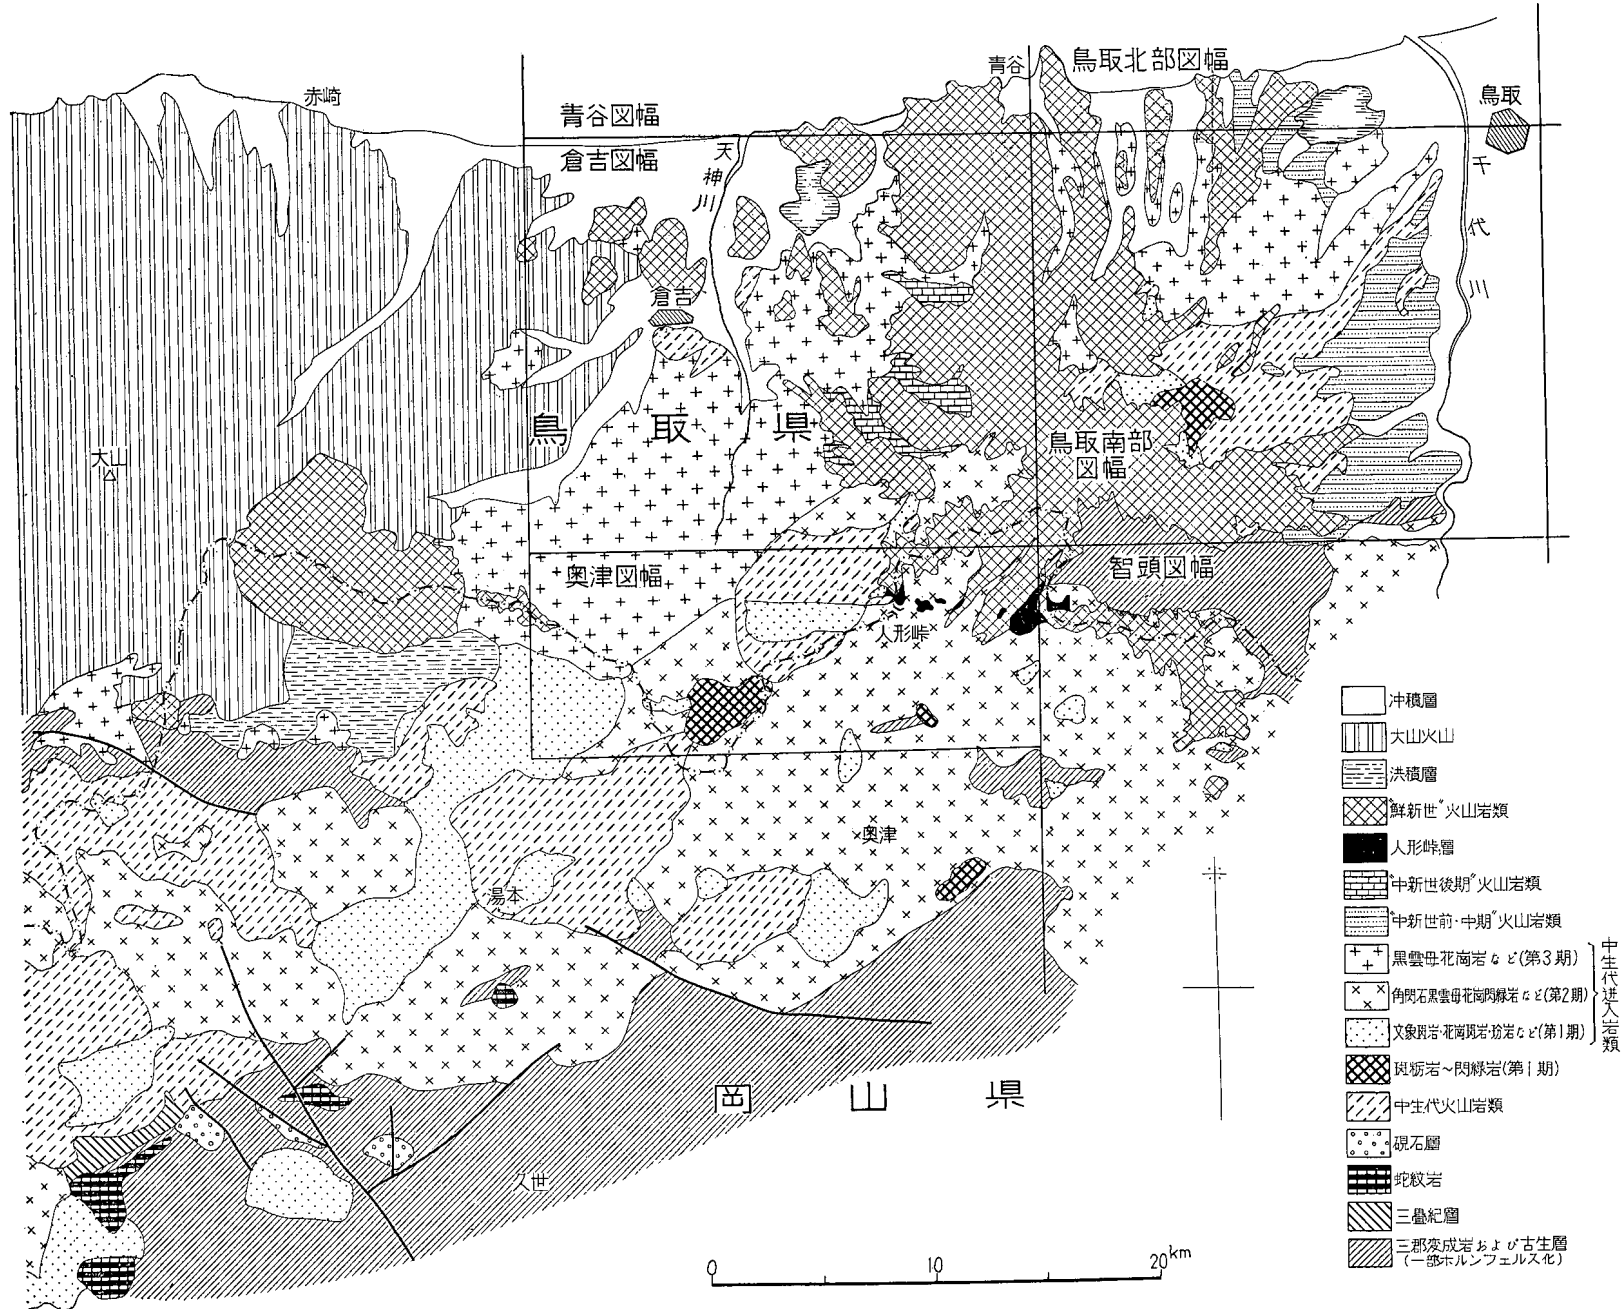 赤崎
青谷
鳥取北部図幅
鳥取
青谷図幅
倉吉図幅
天神川
千代川
倉吉
鳥取県
大山
鳥取南部
図幅
奥津図幅
智頭図幅
人形峠
奥津
湯本
岡山県
久世
冲積層
大山火山
洪積層
"鮮新世"火山岩類
人形峠層
"中新世後期"火山岩類
"中新世前・中期"火山岩類
黒雲母花崗岩など(第3期)
角閃石黒雲母花崗閃緑岩など(第2期)
文象斑岩・花崗斑岩・玢岩など(第1期)
中生代迸入岩類
斑粝岩~閃緑岩(第1期)
中生代火山岩類
硯石層
蛇紋岩
三疊紀層
三郡変成岩および古生層
(一部ホルンフェルス化)
0 10 20km